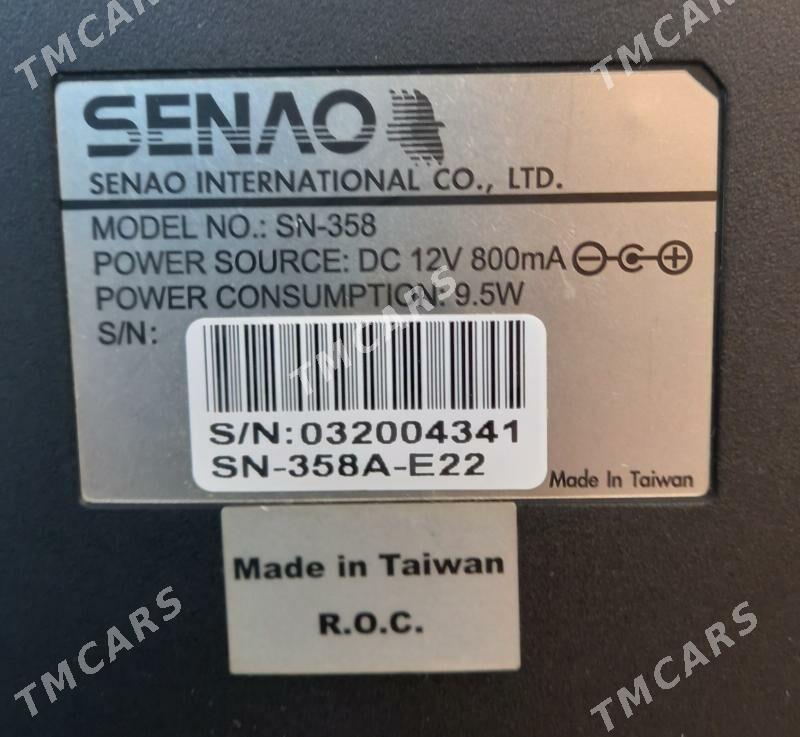 TMCARS
TMCARS
SENAO
SENAO INTERNATIONAL CO., LTD.
MODEL NO.: SN-358
POWER SOURCE: DC 12V 800mA
POWER CONSUMPTION: 9.5W
S/N:
TMCARS
S/N:032004341
SN-358A-E22
Made In Taiwan
Made in Taiwan
R.O.C.
TMCARS
TMCARS